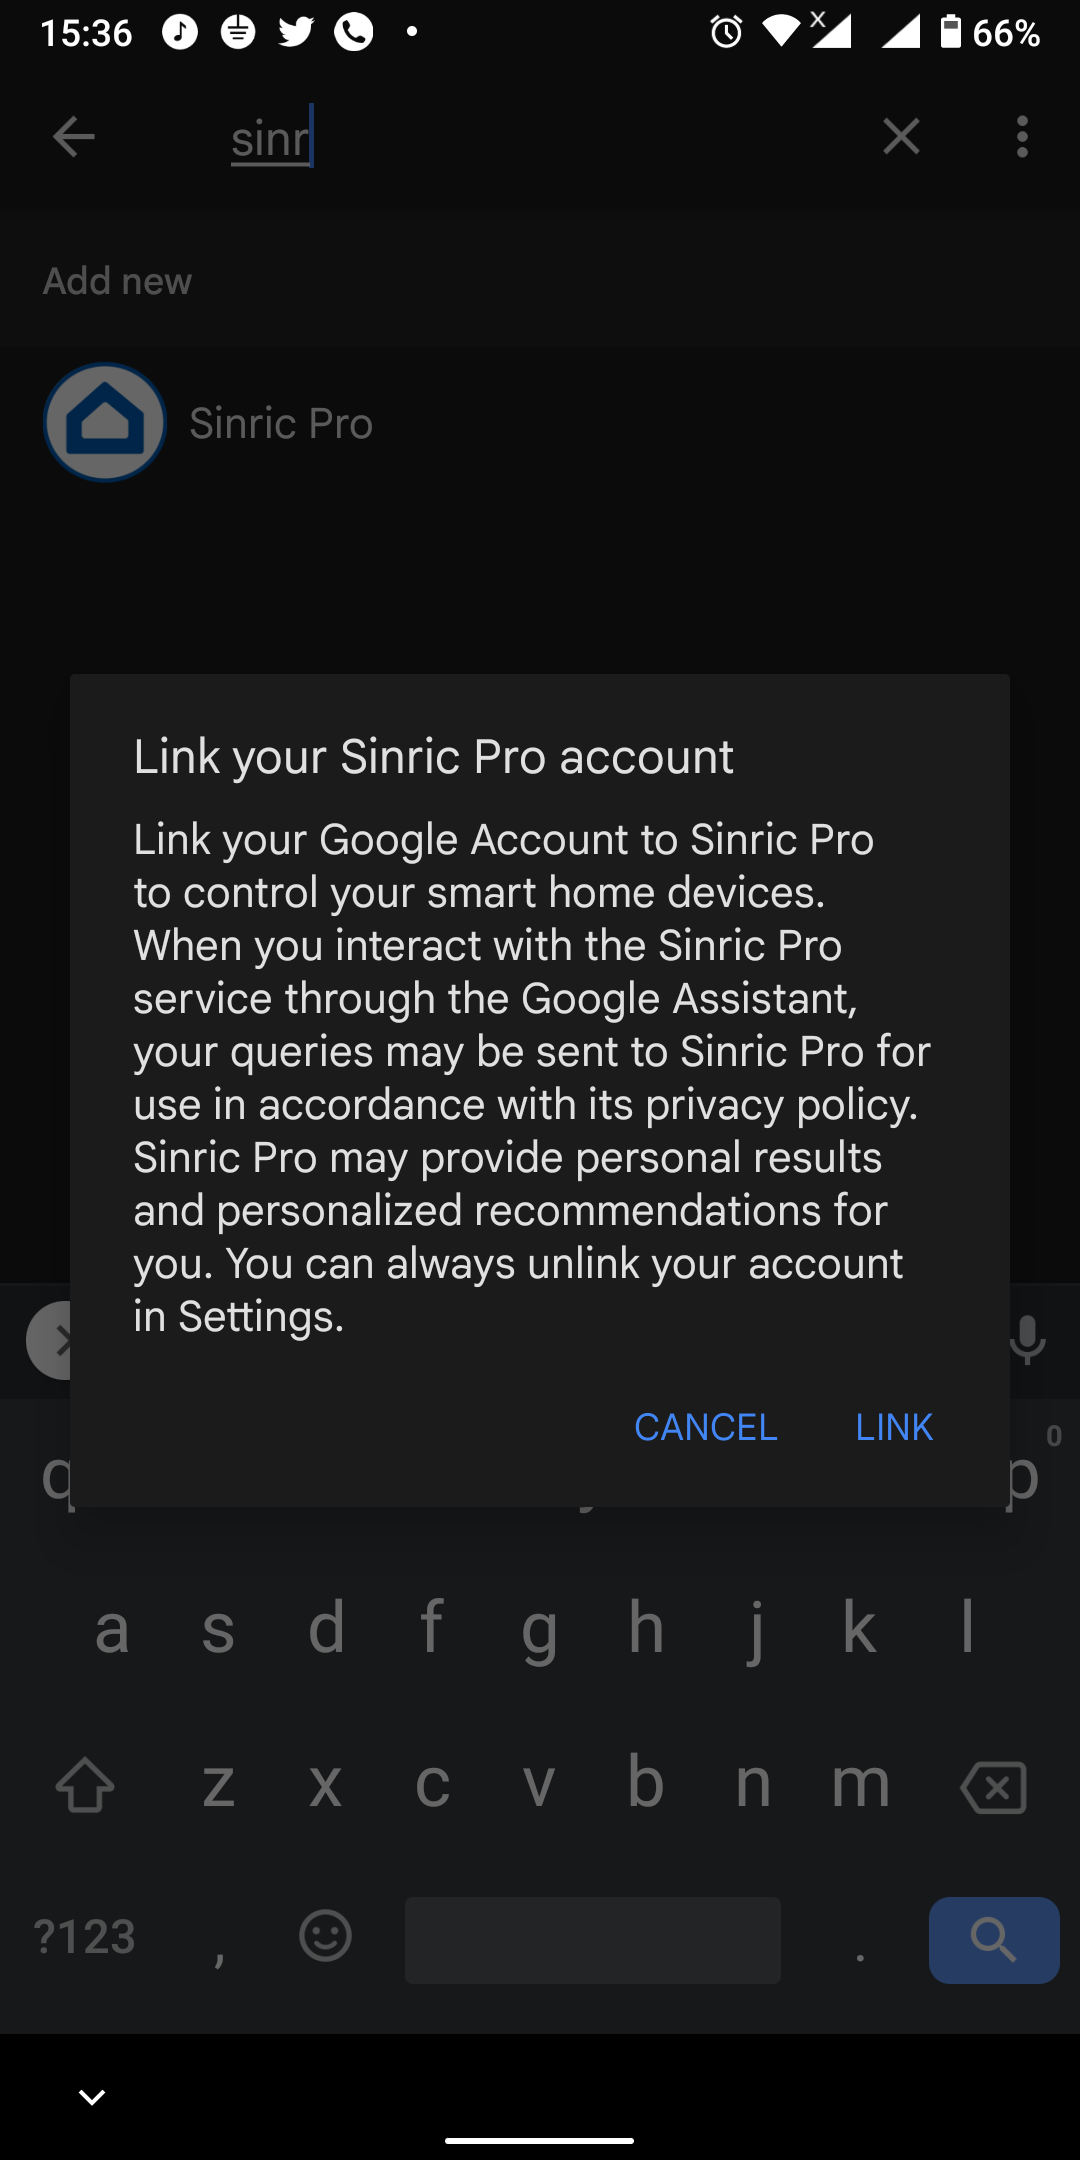 15:36
66%
sinr
Add new
Sinric Pro
Link your Sinric Pro account
Link your Google Account to Sinric Pro
to control your smart home devices.
When you interact with the Sinric Pro
service through the Google Assistant,
your queries may be sent to Sinric Pro for
use in accordance with its privacy policy.
Sinric Pro may provide personal results
and personalized recommendations for
you. You can always unlink your account
in Settings.
CANCEL LINK
q p 0
a s d f g h j k l
z x c v b n m
?123 , .